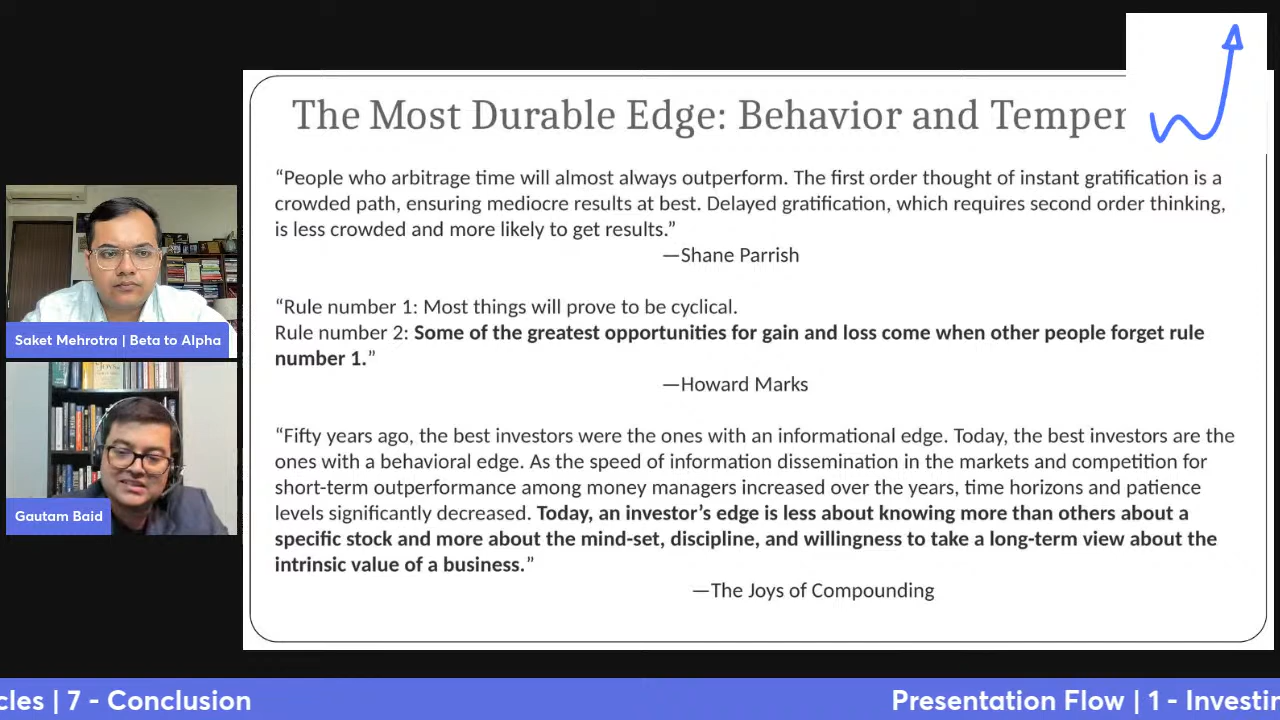 The Most Durable Edge: Behavior and Temper
“People who arbitrage time will almost always outperform. The first order thought of instant gratification is a
crowded path, ensuring mediocre results at best. Delayed gratification, which requires second order thinking,
is less crowded and more likely to get results.”
—Shane Parrish
“Rule number 1: Most things will prove to be cyclical.
Rule number 2: Some of the greatest opportunities for gain and loss come when other people forget rule
number 1.”
—Howard Marks
“Fifty years ago, the best investors were the ones with an informational edge. Today, the best investors are the
ones with a behavioral edge. As the speed of information dissemination in the markets and competition for
short-term outperformance among money managers increased over the years, time horizons and patience
levels significantly decreased. Today, an investor’s edge is less about knowing more than others about a
specific stock and more about the mind-set, discipline, and willingness to take a long-term view about the
intrinsic value of a business.”
—The Joys of Compounding
Saket Mehrotra | Beta to Alpha
Gautam Baid
cles | 7 - Conclusion
Presentation Flow | 1 - Investin